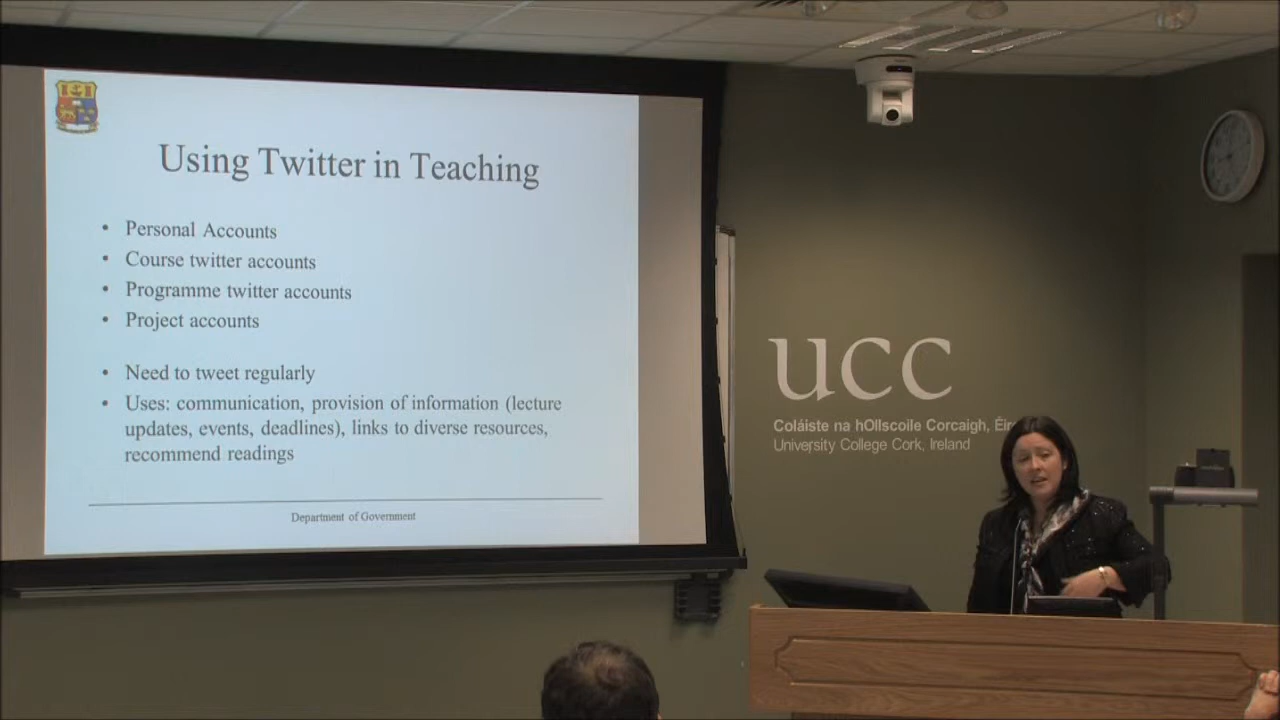 Using Twitter in Teaching
• Personal Accounts
• Course twitter accounts
• Programme twitter accounts
• Project accounts
• Need to tweet regularly
• Uses: communication, provision of information (lecture
updates, events, deadlines), links to diverse resources,
recommend readings
Department of Government
ucc
Coláiste na hOllscoile Corcaigh,
University College Cork, Ireland